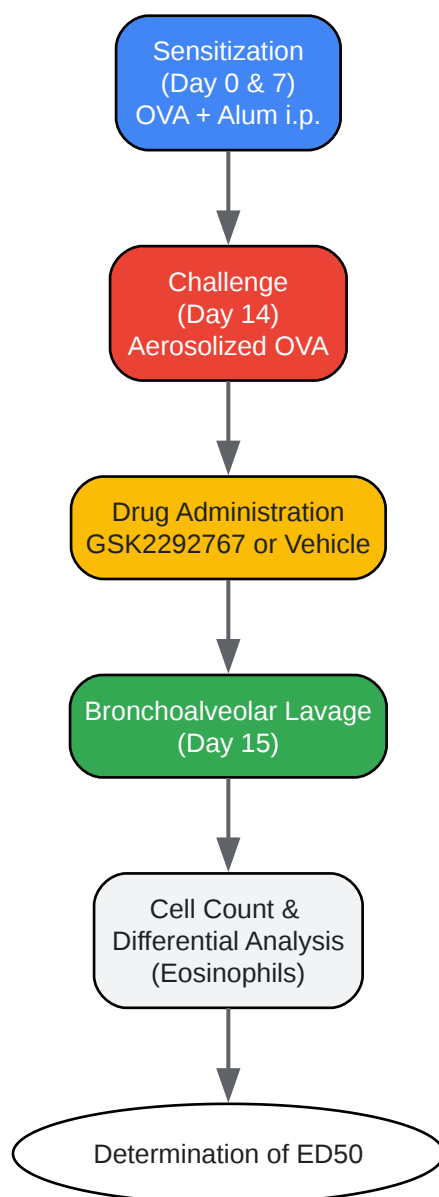 Sensitization
(Day 0 & 7)
OVA + Alum i.p.
Challenge
(Day 14)
Aerosolized OVA
Drug Administration
GSK2292767 or Vehicle
Bronchoalveolar Lavage
(Day 15)
Cell Count &
Differential Analysis
(Eosinophils)
Determination of ED50